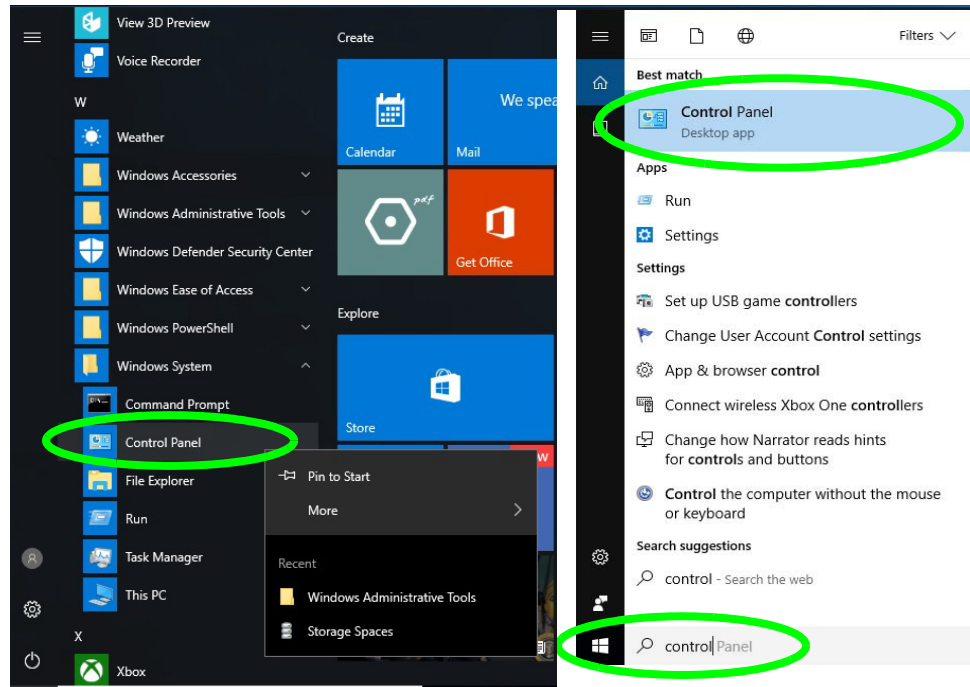 View 3D Preview
Voice Recorder
W
Weather
Windows Accessories
Windows Administrative Tools
Windows Defender Security Center
Windows Ease of Access
Windows PowerShell
Windows System
Command Prompt
Control Panel
File Explorer
Run
Task Manager
This PC
X
Xbox
Create
We spea
Calendar
Mail
pdf
Get Office
Explore
Store
W
Pin to Start
More
Recent
Windows Administrative Tools
Storage Spaces
Filters
Best match
Control Panel
Desktop app
Apps
Run
Settings
Settings
Set up USB game controllers
Change User Account Control settings
App & browser control
Connect wireless Xbox One controllers
Change how Narrator reads hints
for controls and buttons
Control the computer without the mouse
or keyboard
Search suggestions
control - Search the web
control Panel